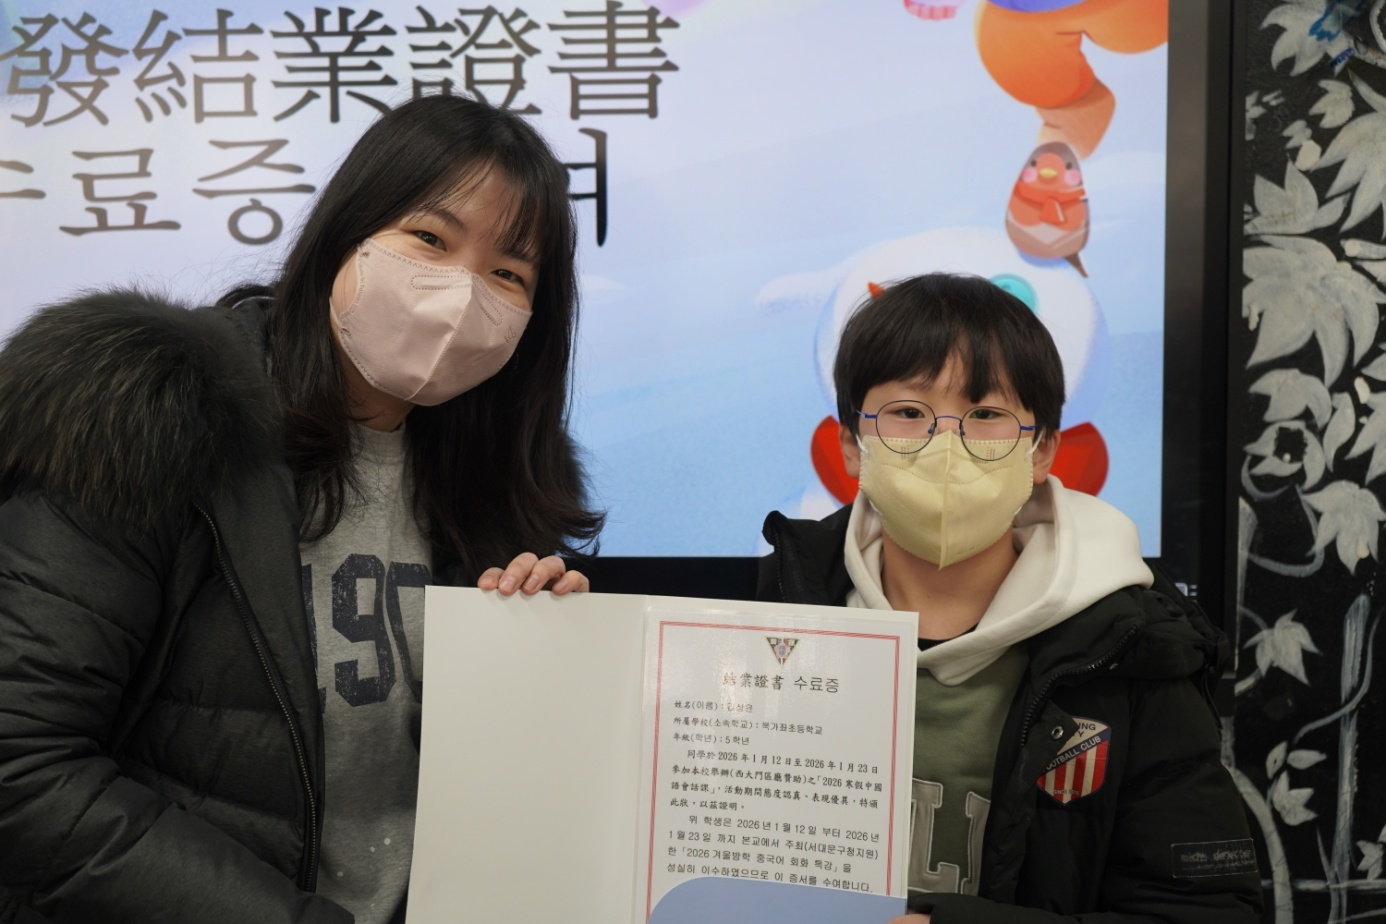 發結業證書
수료증 여
190
結業證書 수료증
姓名(이름) : 김상은
所屬學校(소속학교) : 북가좌초등학교
年級(학년) : 5학년
同學於 2026 年 1 月 12 日至 2026 年 1 月 23 日
參加本校舉辦(西大門區廳贊助)之「2026 寒假中國
語會話課」, 活動期間態度認真、表現優異, 特頒
此狀, 以茲證明。
위 학생은 2026년 1월 12일 부터 2026년
1월 23일 까지 본교에서 주최(서대문구청지원)
한 「2026 겨울방학 중국어 회화 특강」을
성실히 이수하였으므로 이 증서를 수여합니다.
FOOTBALL CLUB